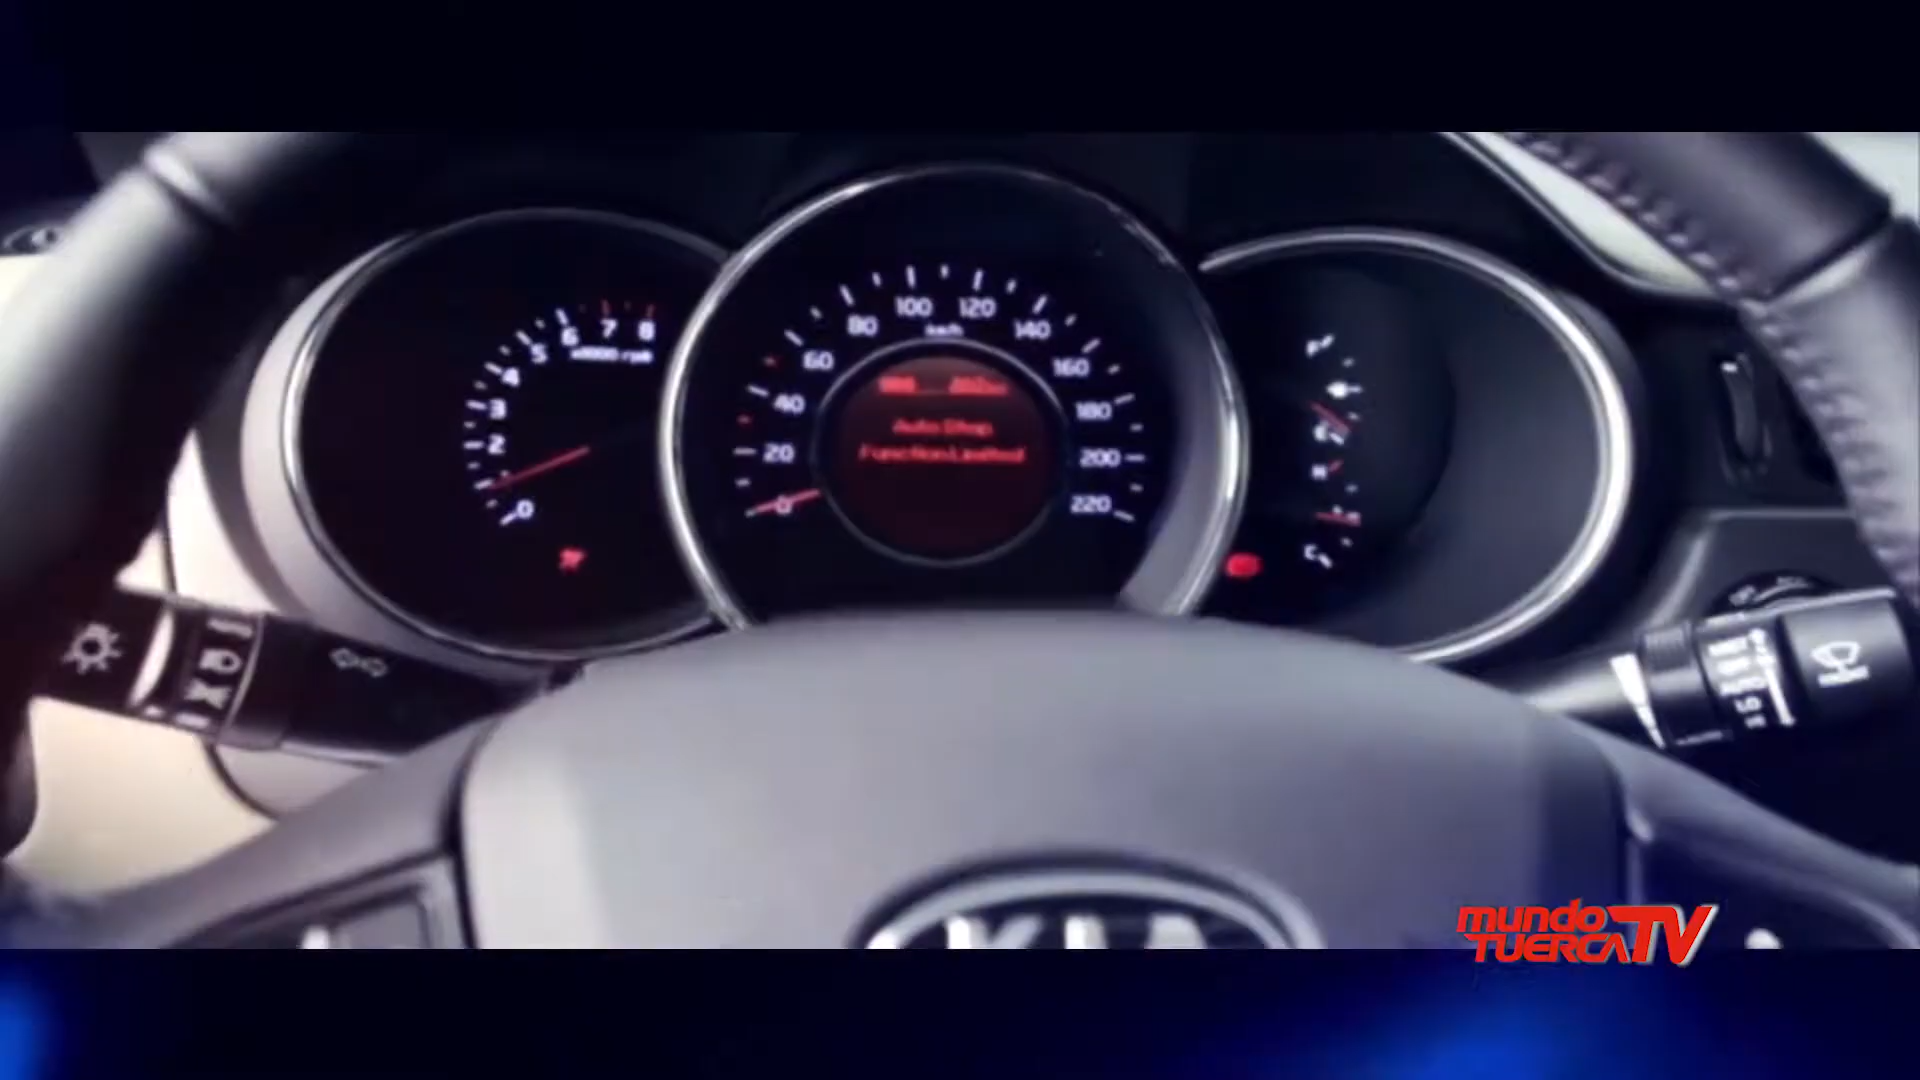 7 8
6
5
4
3
2
0
x1000 rpm
100 120
80 140
km/h
60 160
40 180
20 200
0 220
Auto Stop
Function Limited
F
E
H
C
KIA
mundo
TUERCA TV